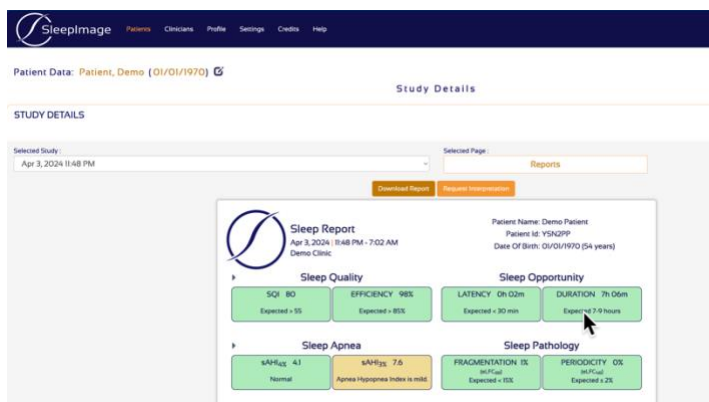 SleepImage Patients Clinicians Profile Settings Credits Help
Patient Data: Patient, Demo (01/01/1970)
Study Details
STUDY DETAILS
Selected Study :
Selected Page :
Apr 3, 2024 11:48 PM
Reports
Download Report
Request Interpretation
Sleep Report
Apr 3, 2024 | 11:48 PM - 7:02 AM
Demo Clinic
Patient Name: Demo Patient
Patient Id: YSN2PP
Date Of Birth: 01/01/1970 (54 years)
Sleep Quality
SQI 80
Expected > 55
EFFICIENCY 98%
Expected > 85%
Sleep Opportunity
LATENCY 0h 02m
Expected < 30 min
DURATION 7h 06m
Expected 7-9 hours
Sleep Apnea
sAHI4% 4.1
Normal
sAHI3% 7.6
Apnea Hypopnea Index is mild.
Sleep Pathology
FRAGMENTATION 1%
Expected < 15%
PERIODICITY 0%
Expected ≤ 2%